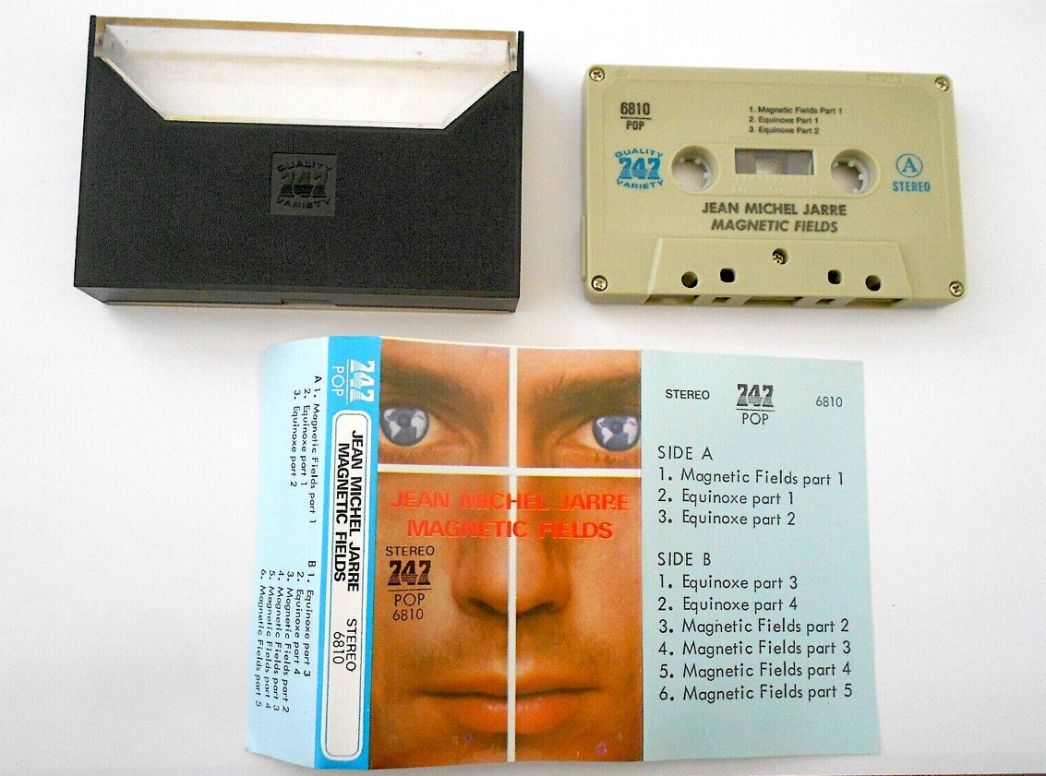 QUALITY
747
VARIETY
6810
POP
1. Magnetic Fields Part 1
2. Equinoxe Part 1
3. Equinoxe Part 2
QUALITY
747
VARIETY
A
STEREO
JEAN MICHEL JARRE
MAGNETIC FIELDS
A 1. Magnetic Fields part 1
2. Equinoxe part 1
3. Equinoxe part 2
B 1. Equinoxe part 3
2. Equinoxe part 4
3. Magnetic Fields part 2
4. Magnetic Fields part 3
5. Magnetic Fields part 4
6. Magnetic Fields part 5
747
POP
JEAN MICHEL JARRE
MAGNETIC FIELDS
STEREO
6810
JEAN MICHEL JARRE
MAGNETIC FIELDS
STEREO
747
POP
6810
STEREO 747 6810
POP
SIDE A
1. Magnetic Fields part 1
2. Equinoxe part 1
3. Equinoxe part 2
SIDE B
1. Equinoxe part 3
2. Equinoxe part 4
3. Magnetic Fields part 2
4. Magnetic Fields part 3
5. Magnetic Fields part 4
6. Magnetic Fields part 5